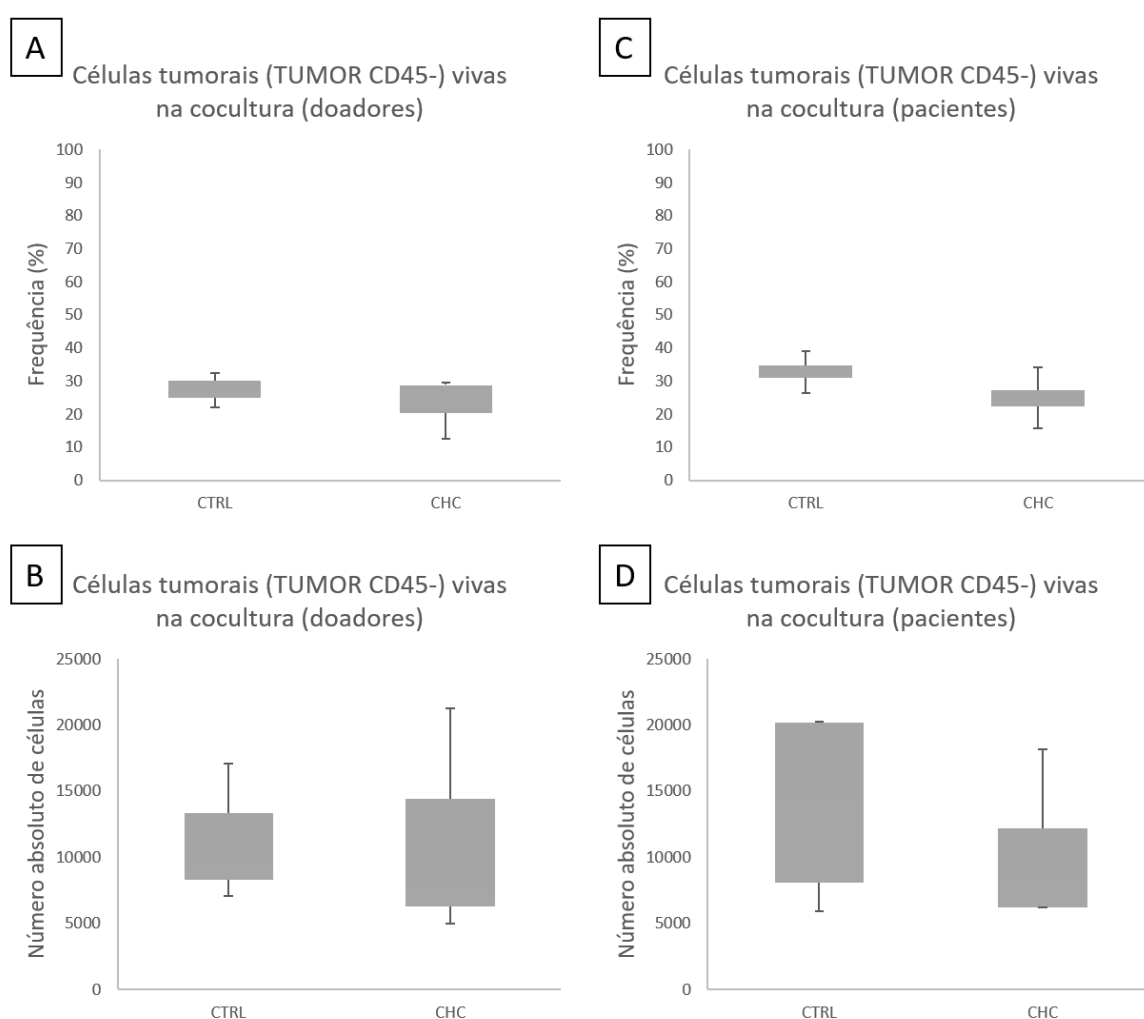 A
Células tumorais (TUMOR CD45-) vivas
na cocultura (doadores)
Frequência (%)
100
90
80
70
60
50
40
30
20
10
0
CTRL
CHC
C
Células tumorais (TUMOR CD45-) vivas
na cocultura (pacientes)
Frequência (%)
100
90
80
70
60
50
40
30
20
10
0
CTRL
CHC
B
Células tumorais (TUMOR CD45-) vivas
na cocultura (doadores)
Número absoluto de células
25000
20000
15000
10000
5000
0
CTRL
CHC
D
Células tumorais (TUMOR CD45-) vivas
na cocultura (pacientes)
Número absoluto de células
25000
20000
15000
10000
5000
0
CTRL
CHC